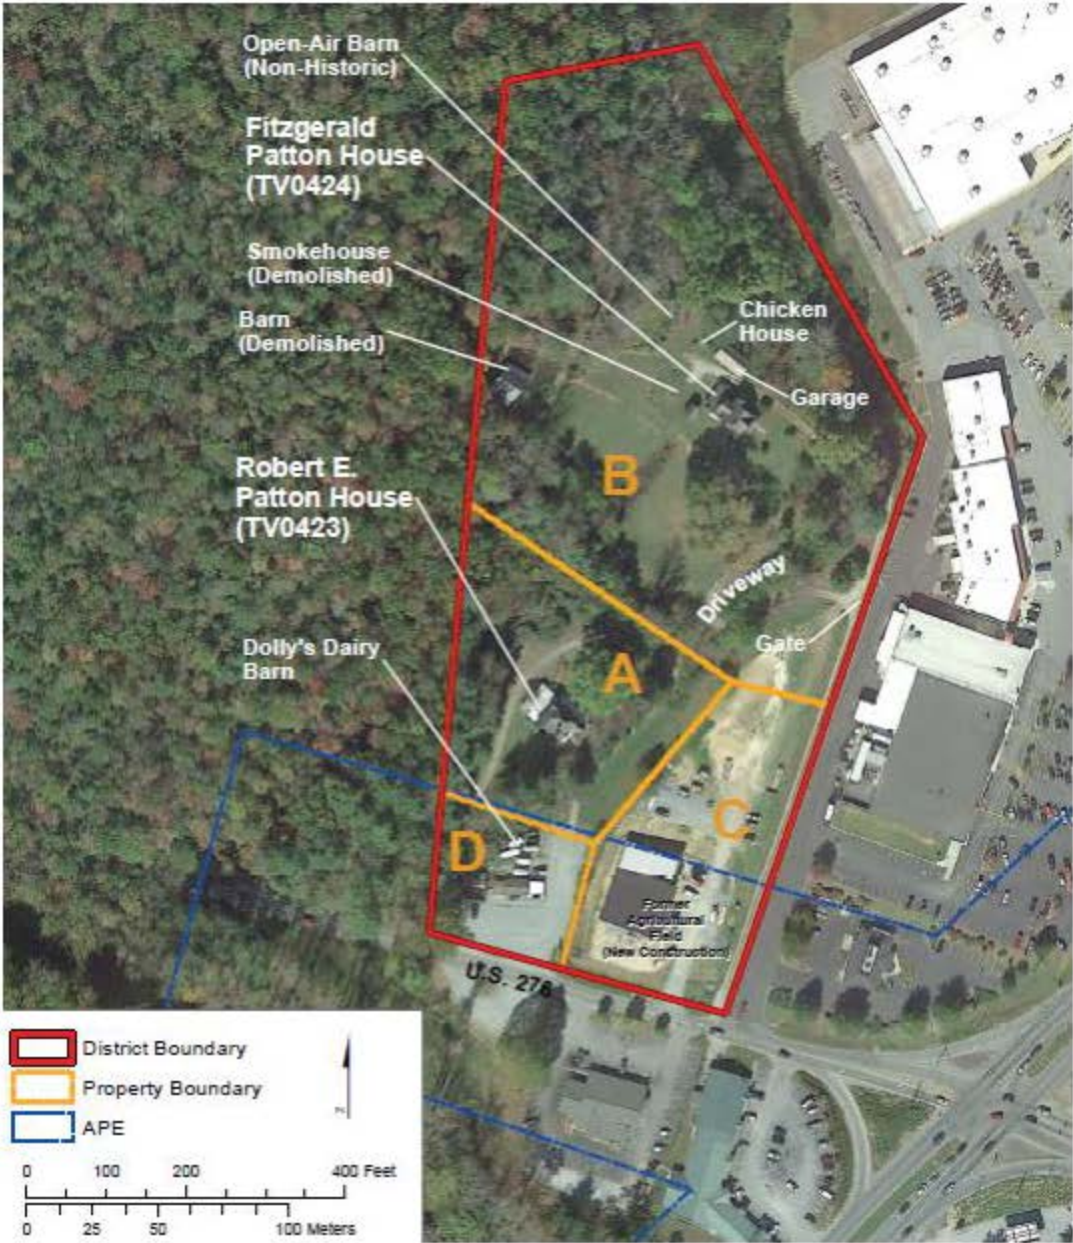 Open-Air Barn
(Non-Historic)
Fitzgerald
Patton House
(TV0424)
Smokehouse
(Demolished)
Barn
(Demolished)
Chicken
House
Garage
B
Robert E.
Patton House
(TV0423)
Driveway
Gate
Dolly's Dairy
Barn
A
C
D
Former
Agricultural
Field
(New Construction)
U.S. 276
District Boundary
Property Boundary
APE
N
0 100 200 400 Feet
0 25 50 100 Meters